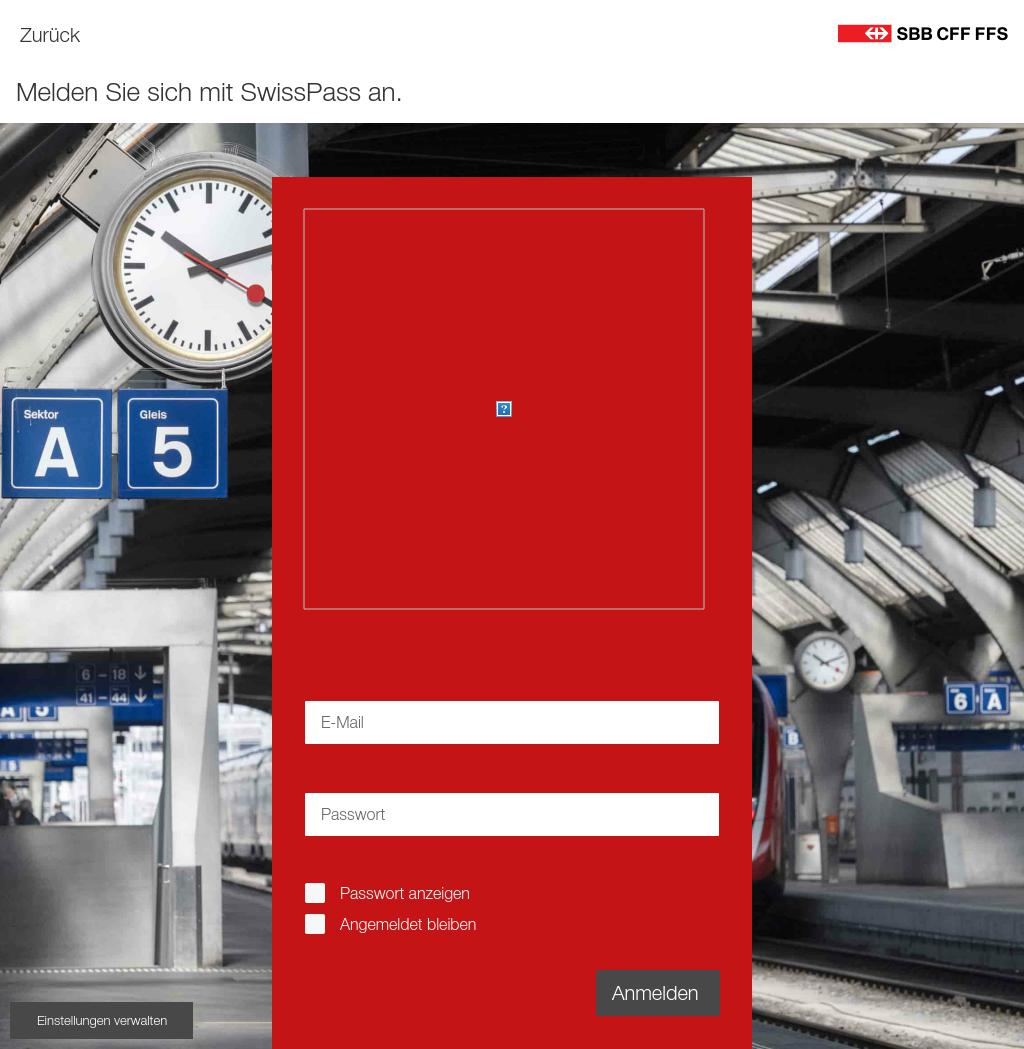 Zurück
SBB CFF FFS
Melden Sie sich mit SwissPass an.
Sektor
A
Gleis
5
6 – 18
41 – 44
A 5
6 A
B
E-Mail
Passwort
Passwort anzeigen
Angemeldet bleiben
Anmelden
Einstellungen verwalten